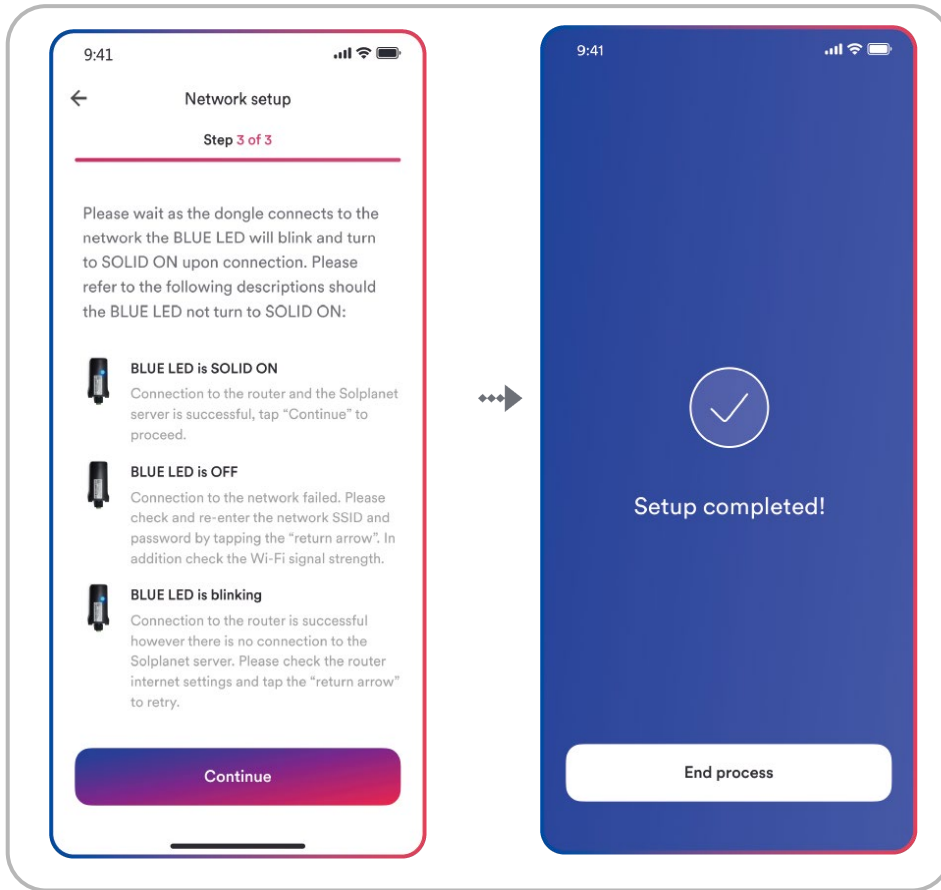 9:41
Network setup
Step 3 of 3
Please wait as the dongle connects to the
network the BLUE LED will blink and turn
to SOLID ON upon connection. Please
refer to the following descriptions should
the BLUE LED not turn to SOLID ON:
BLUE LED is SOLID ON
Connection to the router and the Solplanet
server is successful, tap “Continue” to
proceed.
BLUE LED is OFF
Connection to the network failed. Please
check and re-enter the network SSID and
password by tapping the “return arrow”. In
addition check the Wi-Fi signal strength.
BLUE LED is blinking
Connection to the router is successful
however there is no connection to the
Solplanet server. Please check the router
internet settings and tap the “return arrow”
to retry.
Continue
9:41
Setup completed!
End process